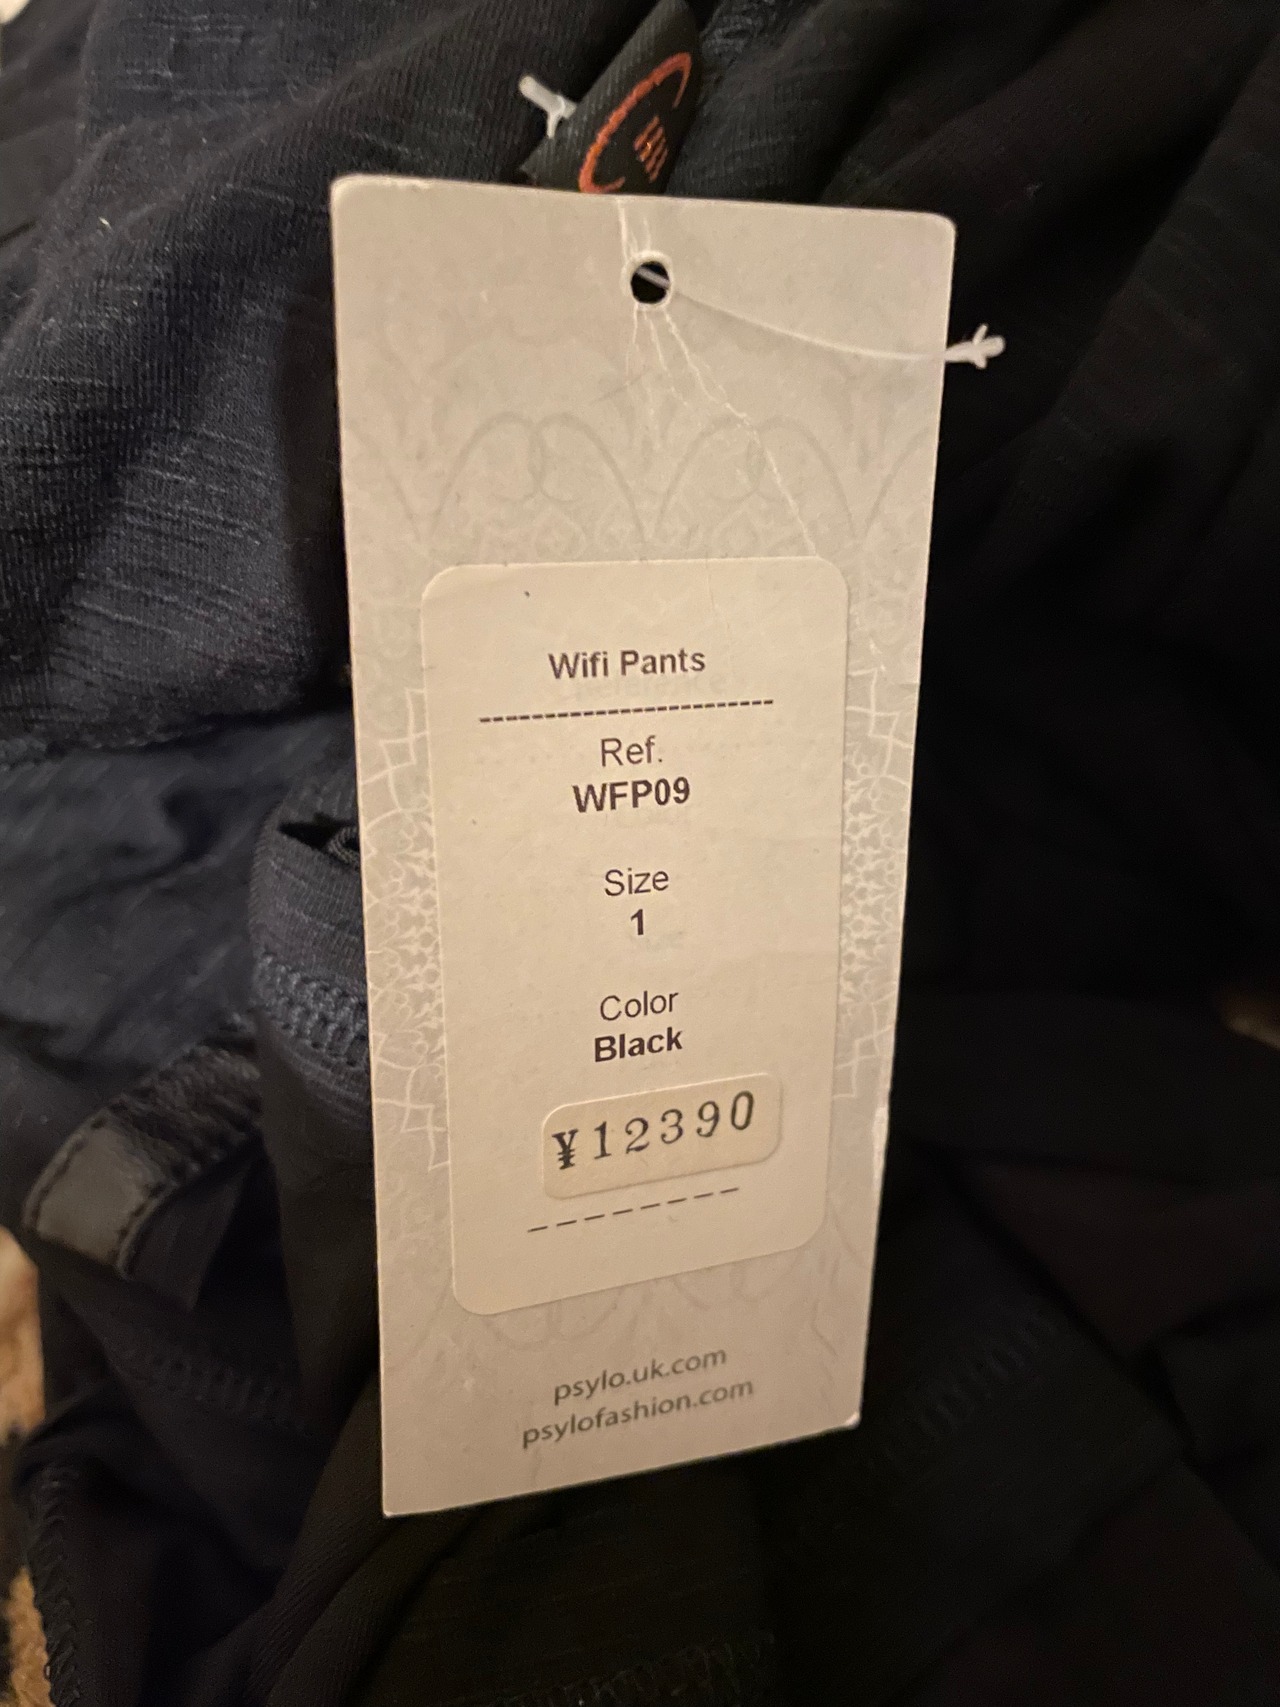 Wifi Pants
-----------------------
Ref.
WFP09
Size
1
Color
Black
¥12390
--------
psylo.uk.com
psylofashion.com